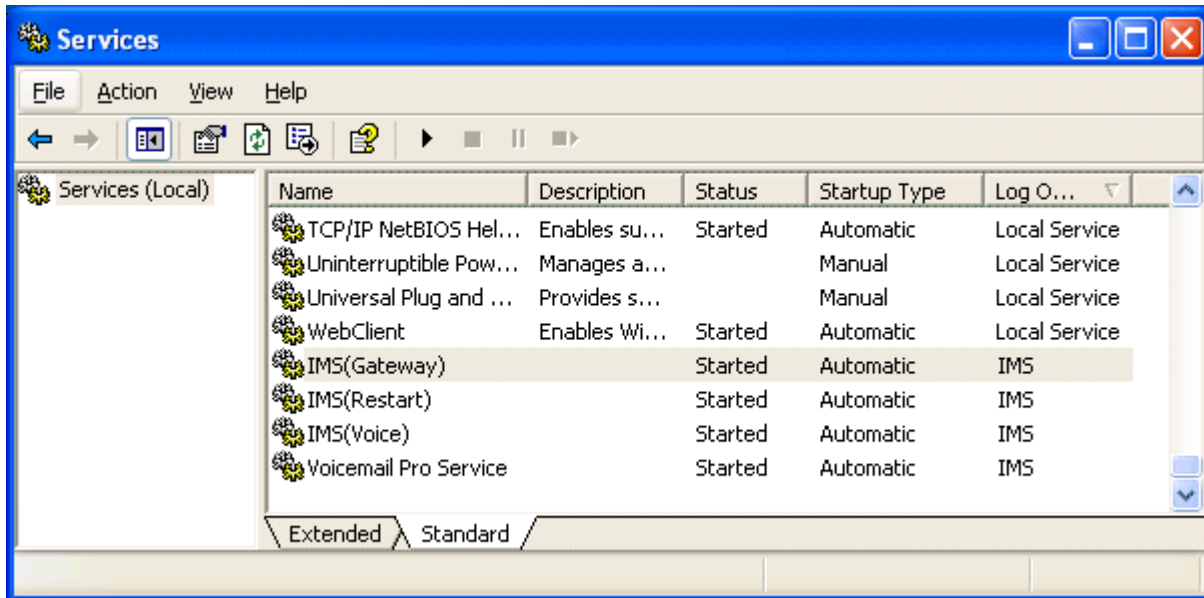 Services
File Action View Help
Services (Local)
Name Description Status Startup Type Log O...
TCP/IP NetBIOS Hel... Enables su... Started Automatic Local Service
Uninterruptible Pow... Manages a... Manual Local Service
Universal Plug and ... Provides s... Manual Local Service
WebClient Enables Wi... Started Automatic Local Service
IMS(Gateway) Started Automatic IMS
IMS(Restart) Started Automatic IMS
IMS(Voice) Started Automatic IMS
Voicemail Pro Service Started Automatic IMS
Extended Standard